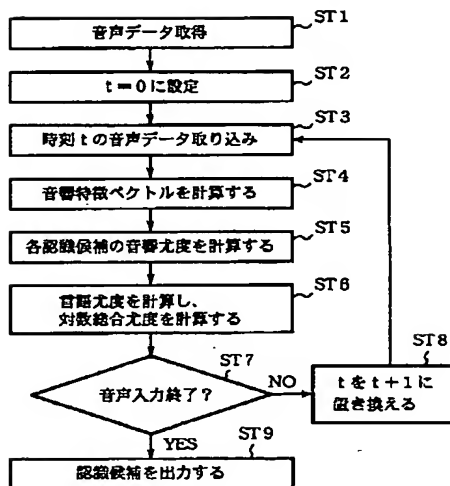 ST1
音声データ取得
ST2
t=0に設定
ST3
時刻tの音声データ取り込み
ST4
音響特徴ベクトルを計算する
ST5
各認識候補の音響尤度を計算する
ST6
言語尤度を計算し、
対数総合尤度を計算する
ST7
音声入力終了?
NO
ST8
tをt+1に
置き換える
YES
ST9
認識候補を出力する